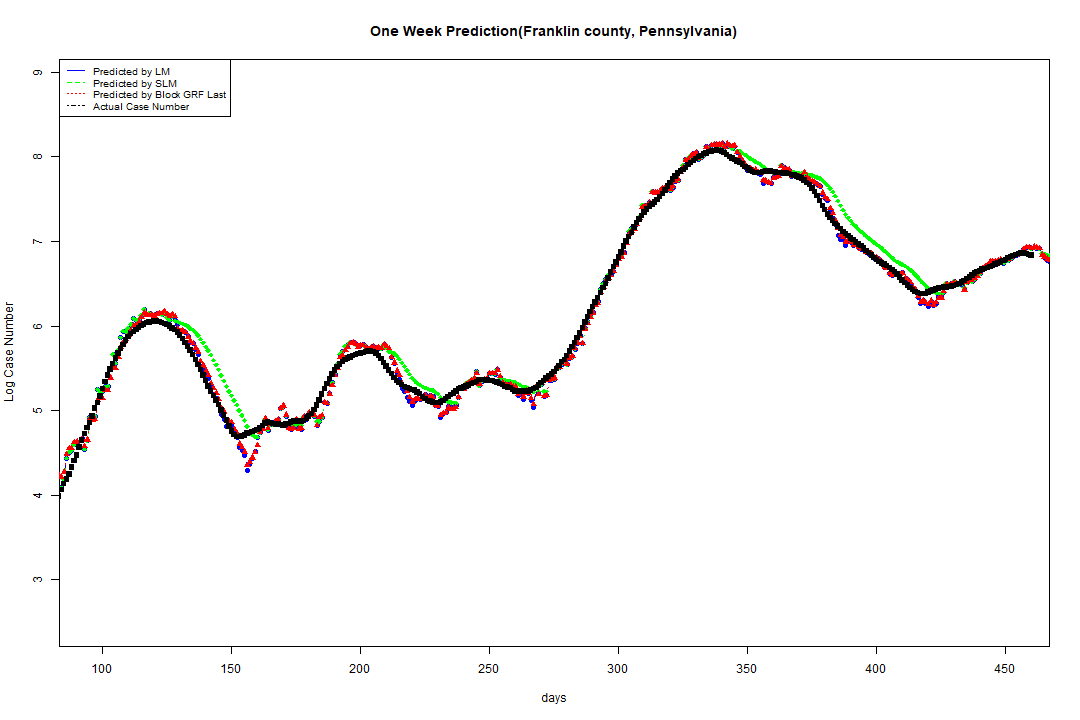 One Week Prediction(Franklin county, Pennsylvania)
Predicted by LM
Predicted by SLM
Predicted by Block GRF Last
Actual Case Number
Log Case Number
9
8
7
6
5
4
3
100 150 200 250 300 350 400 450
days